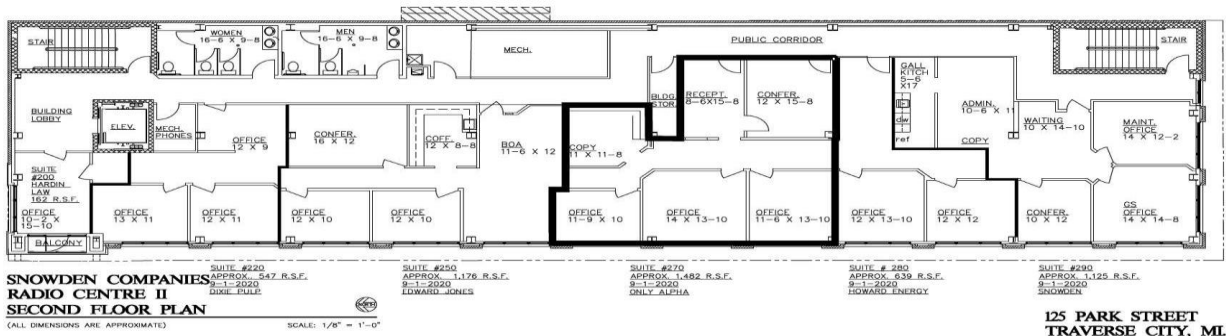 STAIR
WOMEN
16-6 X 9-8
MEN
16-6 X 9-8
MECH.
PUBLIC CORRIDOR
STAIR
BUILDING
LOBBY
ELEV.
MECH.
PHONES
OFFICE
12 X 9
CONFER.
16 X 12
COFF.
12 X 8-8
BOA
11-6 X 12
COPY
11 X 11-8
BLDG.
STOR.
RECEPT.
8-6X15-8
CONFER.
12 X 15-8
GALL
KITCH
5-6
X17
dw
ref
ADMIN.
10-6 X 11
COPY
WAITING
10 X 14-10
MAINT.
OFFICE
14 X 12-2
SUITE
#200
HARDIN
LAW
162 R.S.F.
OFFICE
10-2 X
15-10
BALCONY
OFFICE
13 X 11
OFFICE
12 X 11
OFFICE
12 X 10
OFFICE
12 X 10
OFFICE
11-9 X 10
OFFICE
14 X 13-10
OFFICE
11-6 X 13-10
OFFICE
12 X 13-10
OFFICE
12 X 12
CONFER.
10 X 12
GS
OFFICE
14 X 14-8
SUITE #220
APPROX. 547 R.S.F.
9-1-2020
DIXIE PULP
SUITE #250
APPROX. 1,176 R.S.F.
9-1-2020
EDWARD JONES
SUITE #270
APPROX. 1,482 R.S.F.
9-1-2020
ONLY ALPHA
SUITE # 280
APPROX. 639 R.S.F.
9-1-2020
HOWARD ENERGY
SUITE #290
APPROX. 1,125 R.S.F.
9-1-2020
SNOWDEN
SNOWDEN COMPANIES
RADIO CENTRE II
SECOND FLOOR PLAN
(ALL DIMENSIONS ARE APPROXIMATE)
SCALE: 1/8" = 1'-0"
125 PARK STREET
TRAVERSE CITY, MI.